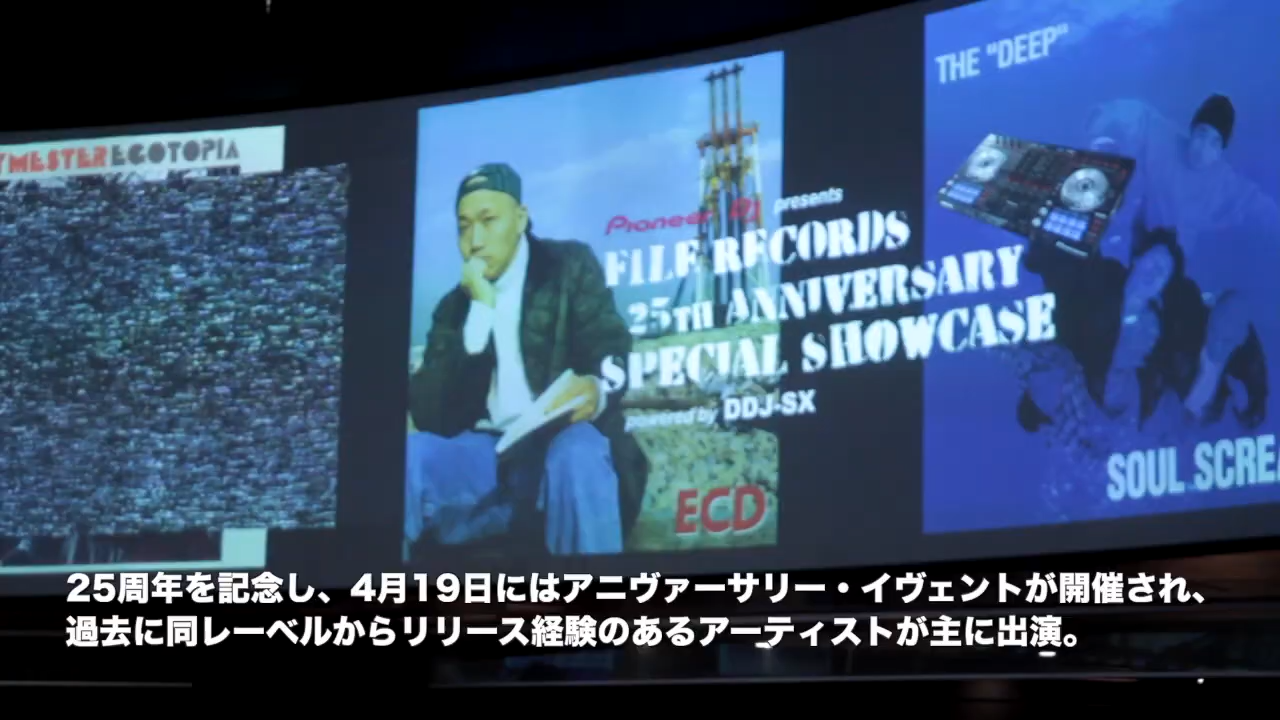 YMESTER EGOTOPIA
THE "DEEP"
Pioneer Dj presents
FILE RECORDS
25TH ANNIVERSARY
SPECIAL SHOWCASE
powered by DDJ-SX
ECD
SOUL SCREA
25周年を記念し、4月19日にはアニヴァーサリー・イヴェントが開催され、
過去に同レーベルからリリース経験のあるアーティストが主に出演。